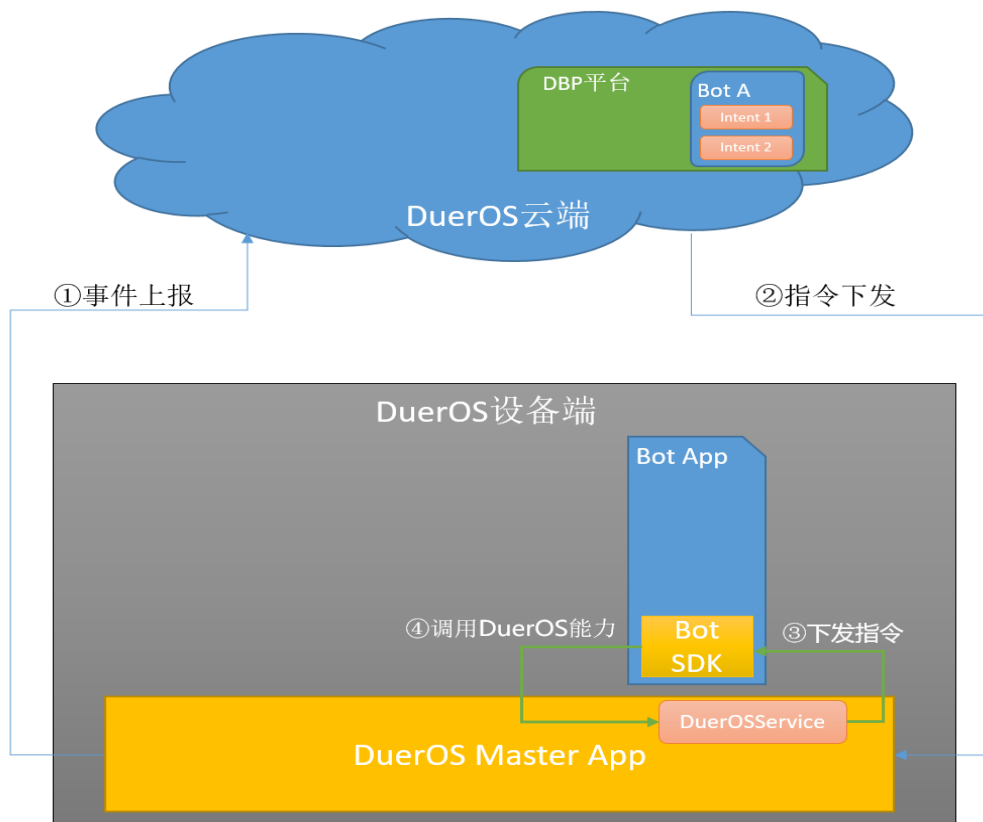 DBP平台
Bot A
Intent 1
Intent 2
DuerOS云端
①事件上报
②指令下发
DuerOS设备端
Bot App
④调用DuerOS能力
Bot
SDK
③下发指令
DuerOSService
DuerOS Master App